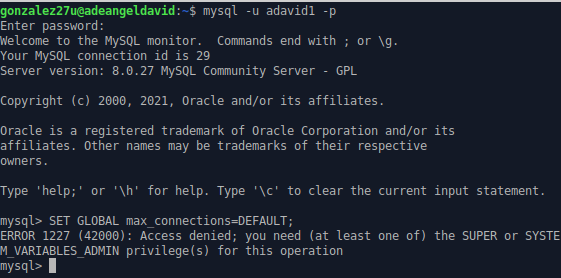 gonzalez27u@adeangeldavid:~$ mysql -u adavid1 -p
Enter password:
Welcome to the MySQL monitor.  Commands end with ; or \g.
Your MySQL connection id is 29
Server version: 8.0.27 MySQL Community Server - GPL

Copyright (c) 2000, 2021, Oracle and/or its affiliates.

Oracle is a registered trademark of Oracle Corporation and/or its
affiliates. Other names may be trademarks of their respective
owners.

Type 'help;' or '\h' for help. Type '\c' to clear the current input statement.

mysql> SET GLOBAL max_connections=DEFAULT;
ERROR 1227 (42000): Access denied; you need (at least one of) the SUPER or SYSTE
M_VARIABLES_ADMIN privilege(s) for this operation
mysql>